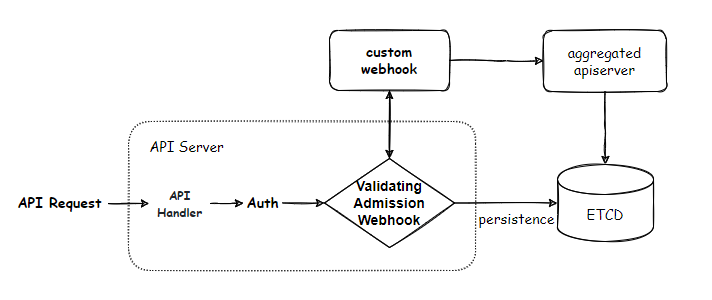 custom
webhook
aggregated
apiserver
API Server
API Request
API
Handler
Auth
Validating
Admission
Webhook
persistence
ETCD